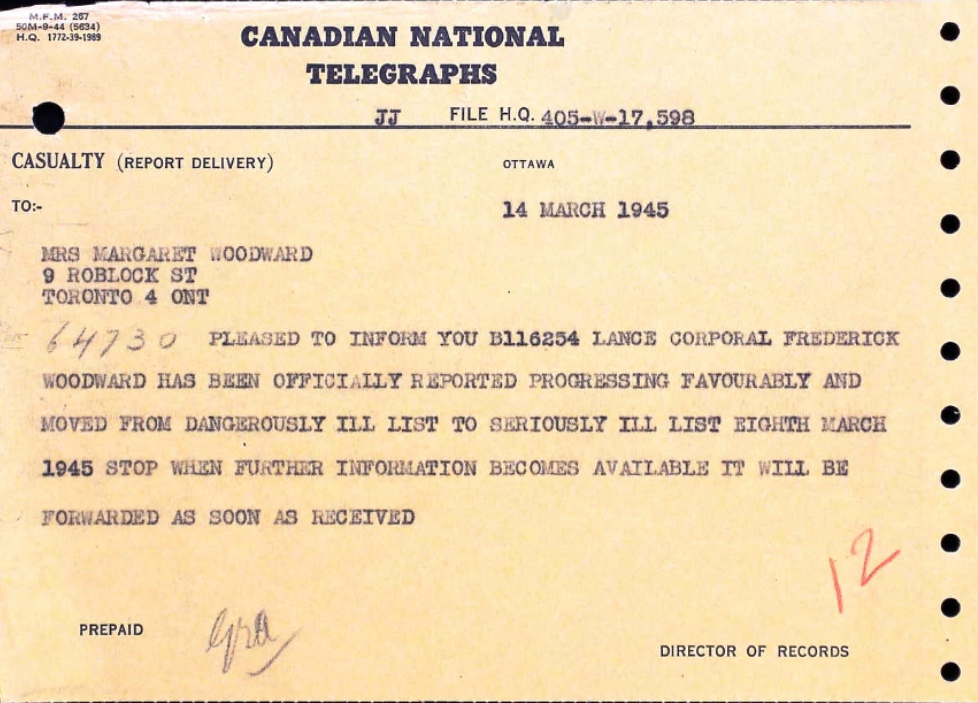 M.F.M. 267
50M-9-44 (5634)
H.Q. 1772-39-1989
CANADIAN NATIONAL
TELEGRAPHS
JJ FILE H.Q. 405-W-17,598
CASUALTY (REPORT DELIVERY) OTTAWA
TO:- 14 MARCH 1945
MRS MARGARET WOODWARD
9 ROBLOCK ST
TORONTO 4 ONT
64730 PLEASED TO INFORM YOU B116254 LANCE CORPORAL FREDERICK
WOODWARD HAS BEEN OFFICIALLY REPORTED PROGRESSING FAVOURABLY AND
MOVED FROM DANGEROUSLY ILL LIST TO SERIOUSLY ILL LIST EIGHTH MARCH
1945 STOP WHEN FURTHER INFORMATION BECOMES AVAILABLE IT WILL BE
FORWARDED AS SOON AS RECEIVED
12
PREPAID
DIRECTOR OF RECORDS